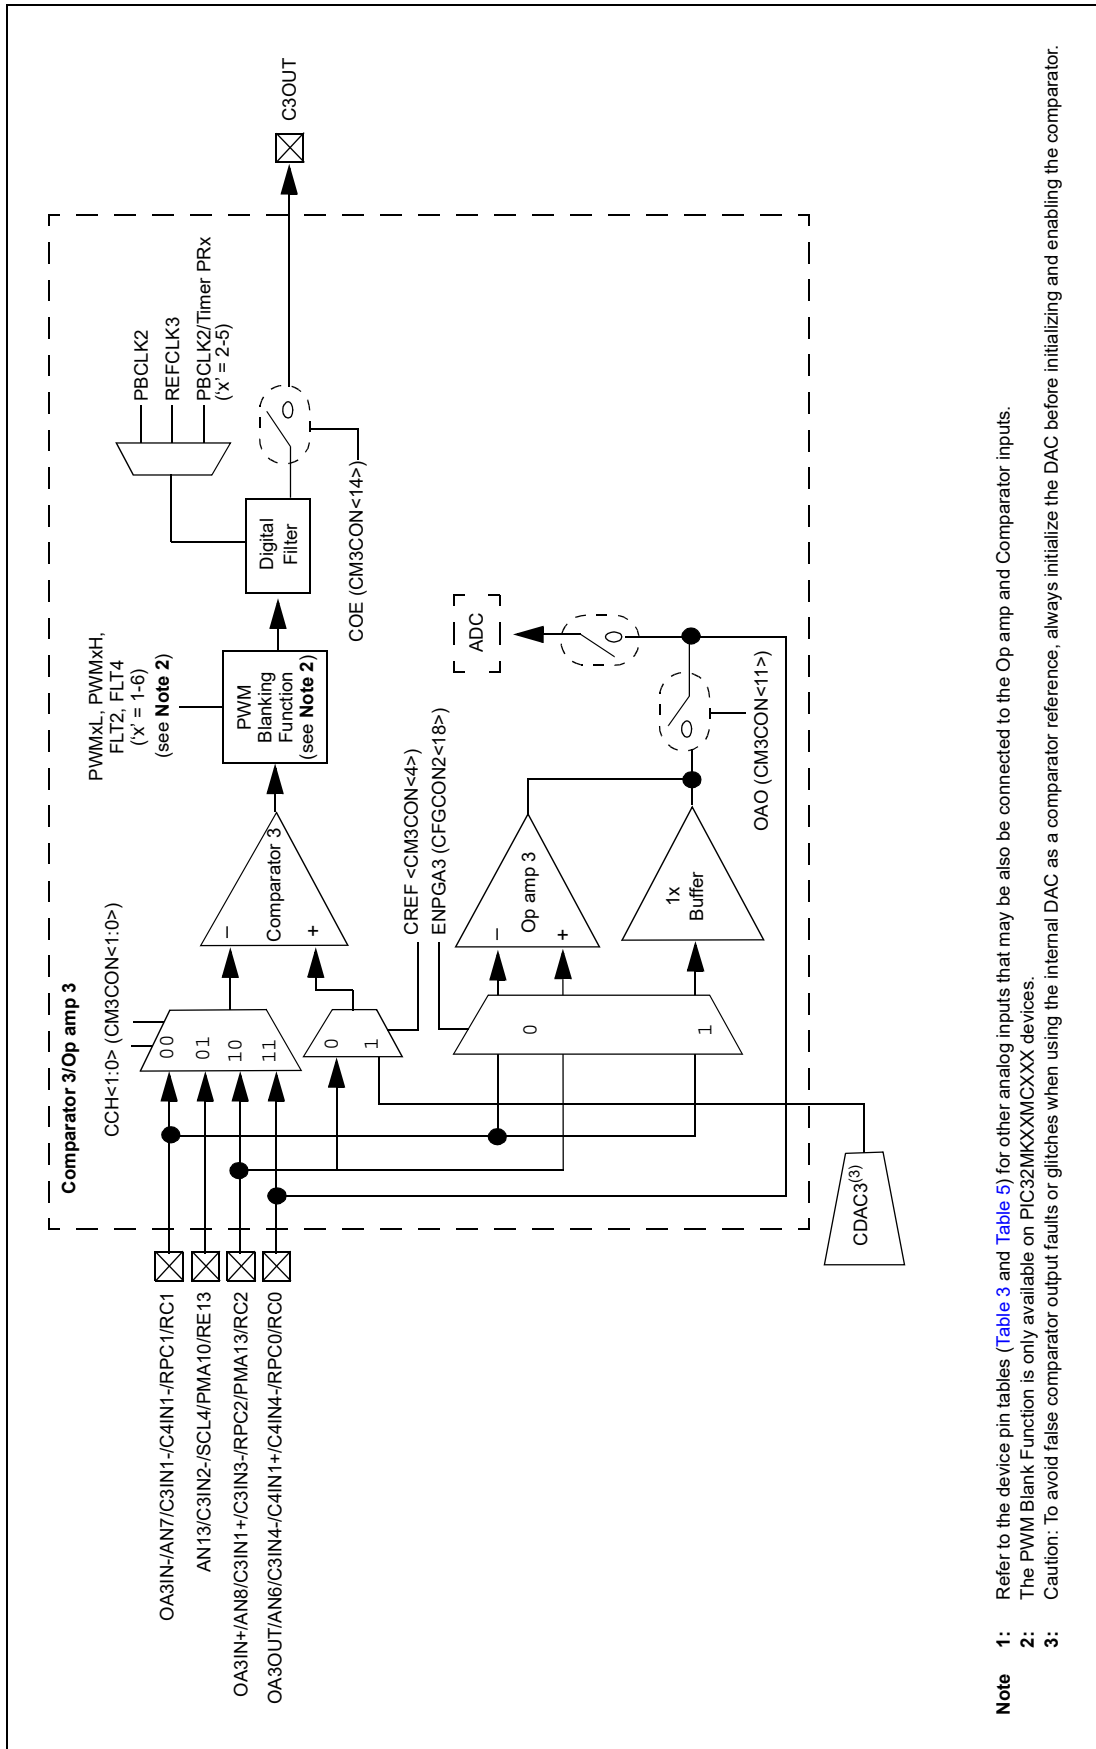 Comparator 3/Op amp 3
OA3IN-/AN7/C3IN1-/C4IN1-/RPC1/RC1
AN13/C3IN2-/SCL4/PMA10/RE13
OA3IN+/AN8/C3IN1+/C3IN3-/RPC2/PMA13/RC2
OA3OUT/AN6/C3IN4-/C4IN1+/C4IN4-/RPC0/RC0
CCH<1:0> (CM3CON<1:0>)
00
01
10
11
0
1
–
Comparator 3
+
PWMxL, PWMxH,
FLT2, FLT4
('x' = 1-6)
(see Note 2)
PWM
Blanking
Function
(see Note 2)
Digital
Filter
PBCLK2
REFCLK3
PBCLK2/Timer PRx
('x' = 2-5)
COE (CM3CON<14>)
C3OUT
CREF <CM3CON<4>)
ENPGA3 (CFGCON2<18>)
0
1
–
Op amp 3
+
1x
Buffer
ADC
OAO (CM3CON<11>)
CDAC3(3)
Note 1: Refer to the device pin tables (Table 3 and Table 5) for other analog inputs that may be also be connected to the Op amp and Comparator inputs.
2: The PWM Blank Function is only available on PIC32MKXXMCXXX devices.
3: Caution: To avoid false comparator output faults or glitches when using the internal DAC as a comparator reference, always initialize the DAC before initializing and enabling the comparator.